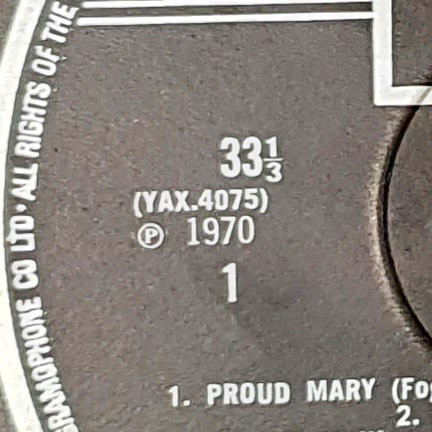 GRAMOPHONE CO LTD · ALL RIGHTS OF THE
33⅓
(YAX.4075)
℗ 1970
1
1. PROUD MARY (Fog
2.